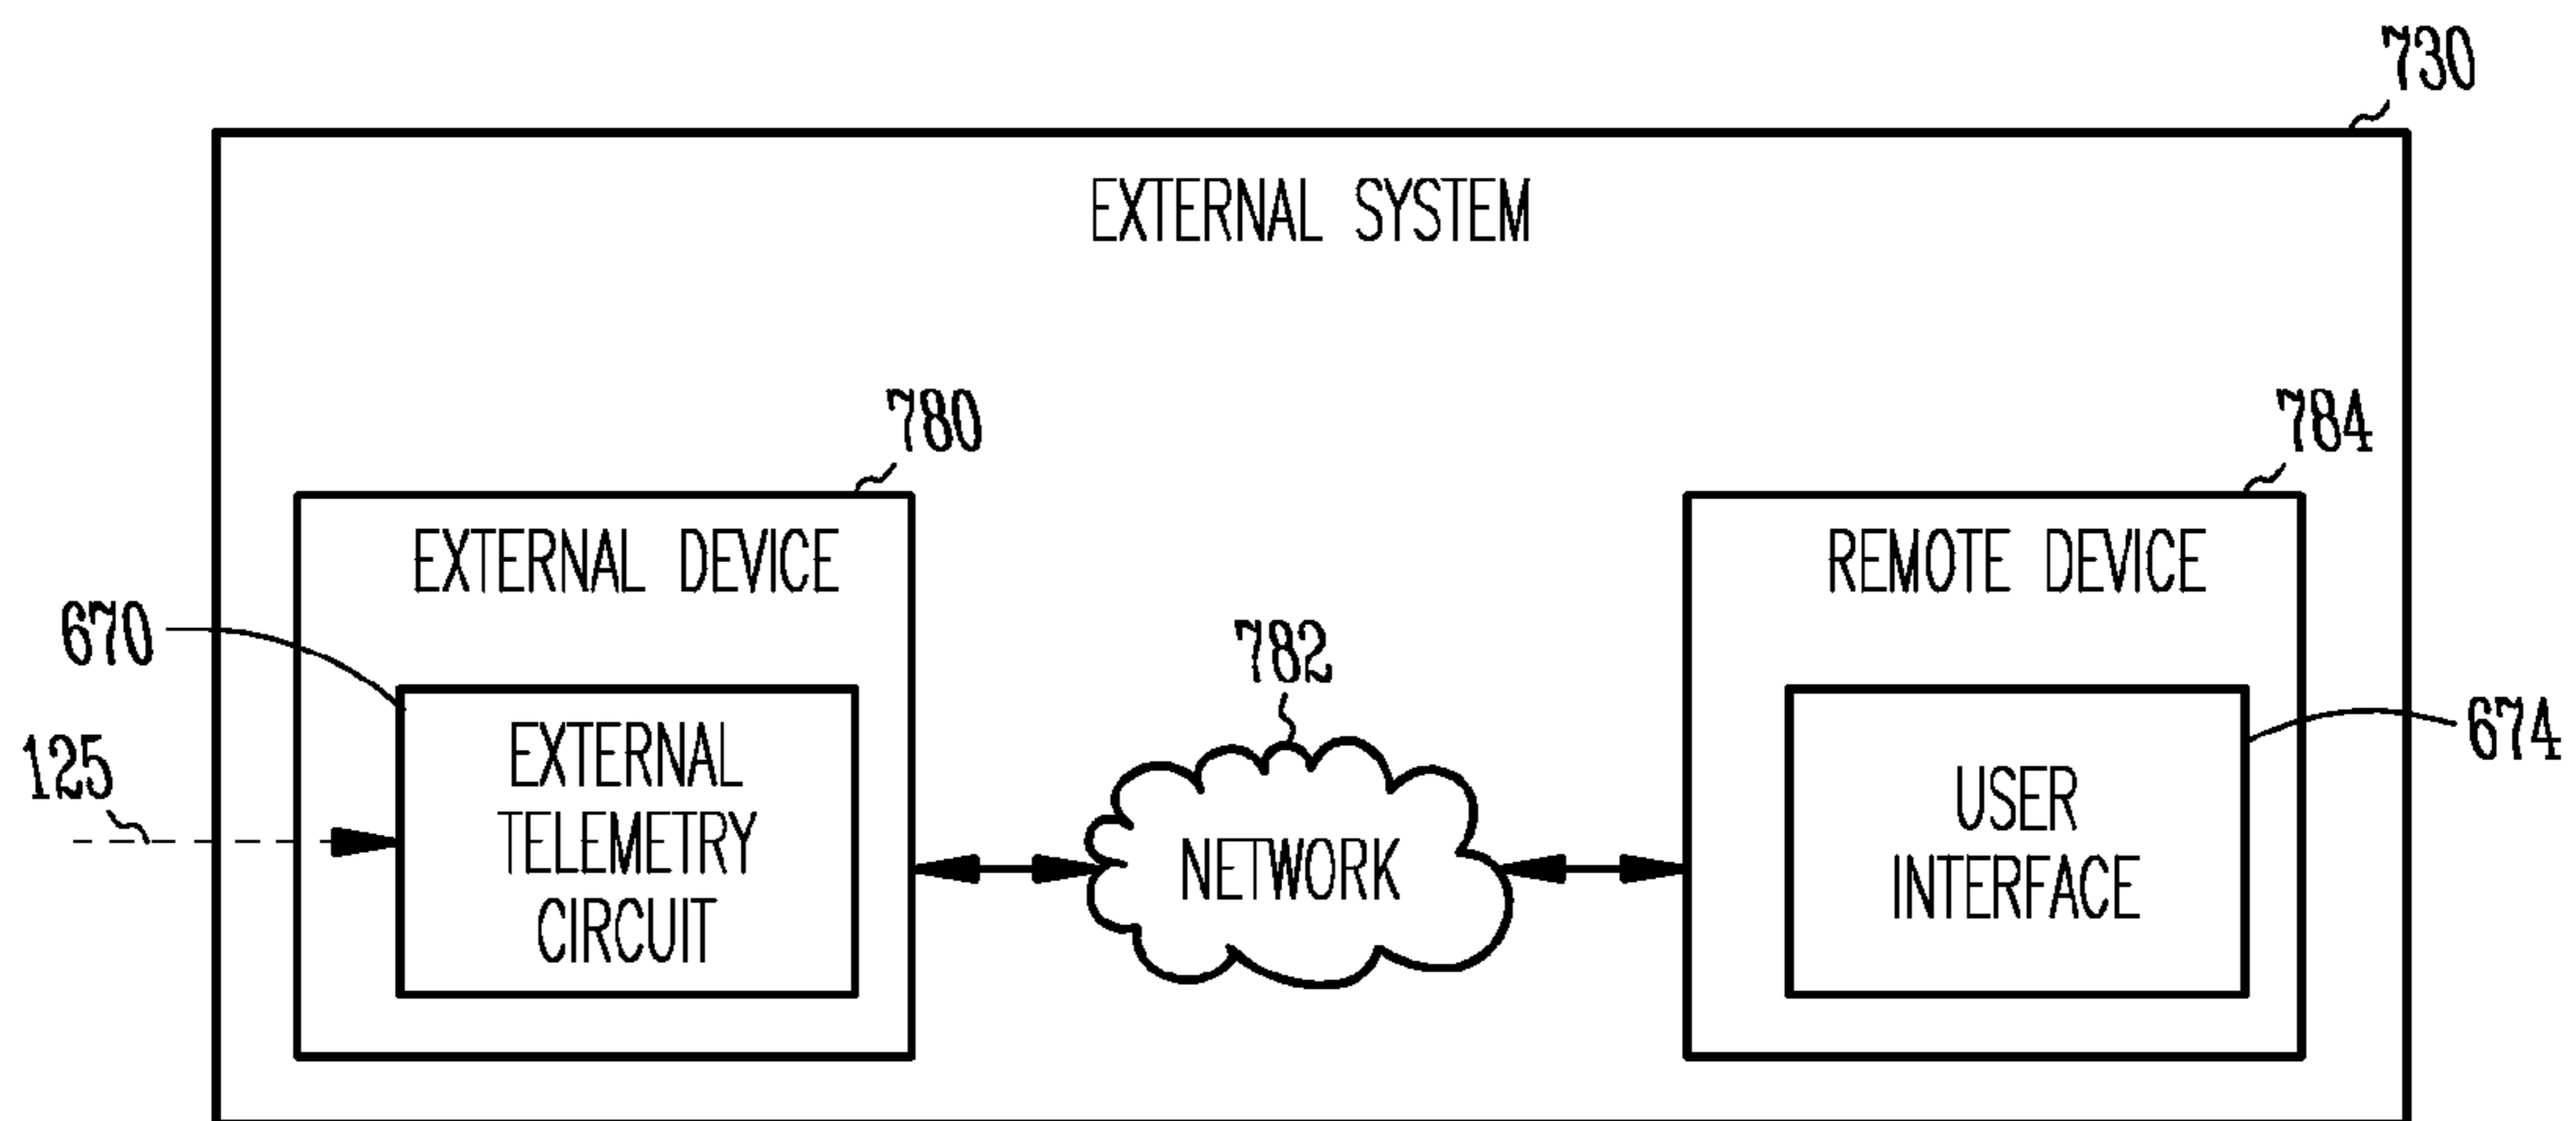 730
EXTERNAL SYSTEM
780
784
EXTERNAL DEVICE
REMOTE DEVICE
670
782
674
125
EXTERNAL
TELEMETRY
CIRCUIT
NETWORK
USER
INTERFACE